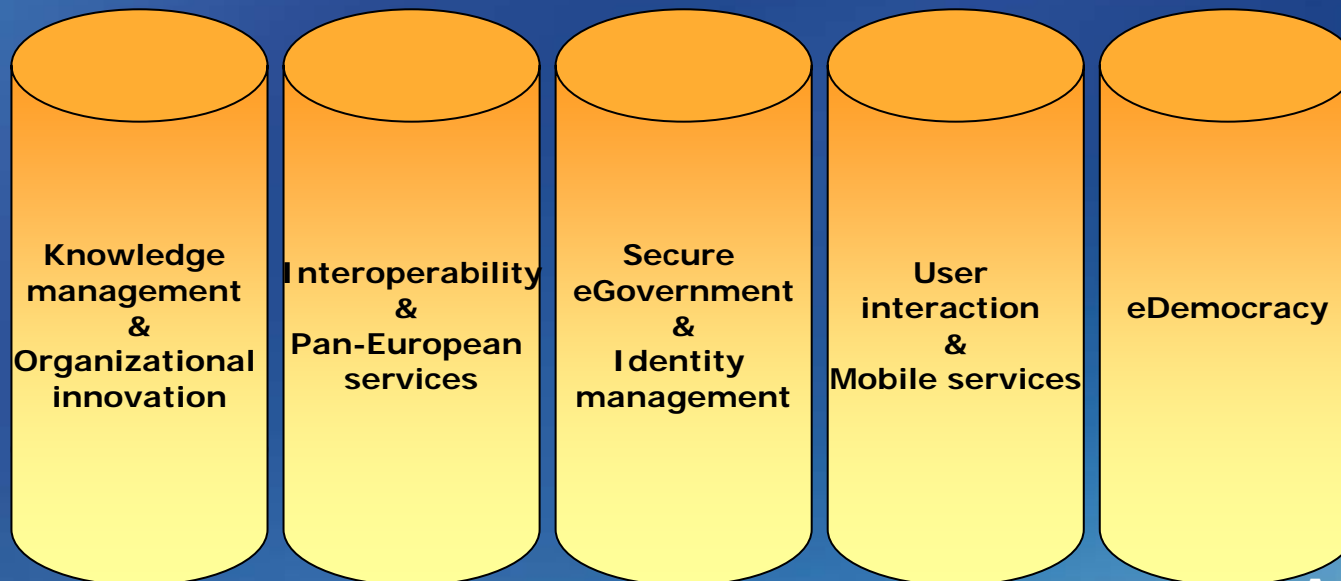 Knowledge
management
&
Organizational
innovation
Interoperability
&
Pan-European
services
Secure
eGovernment
&
Identity
management
User
interaction
&
Mobile services
eDemocracy